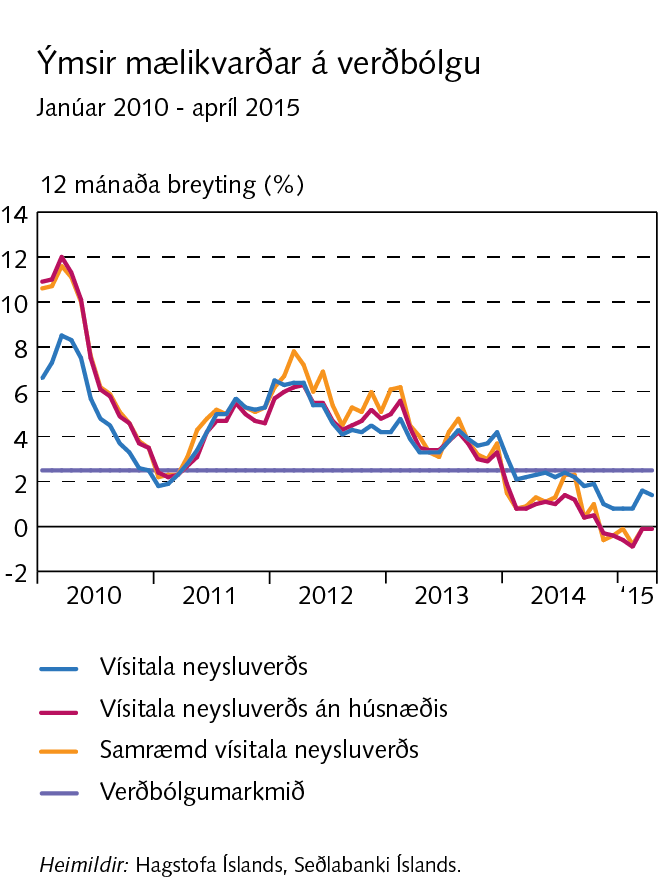 Ýmsir mælikvarðar á verðbólgu
Janúar 2010 - apríl 2015
12 mánaða breyting (%)
14
12
10
8
6
4
2
0
-2
2010 2011 2012 2013 2014 ‘15
Vísitala neysluverðs
Vísitala neysluverðs án húsnæðis
Samræmd vísitala neysluverðs
Verðbólgumarkmið
Heimildir: Hagstofa Íslands, Seðlabanki Íslands.